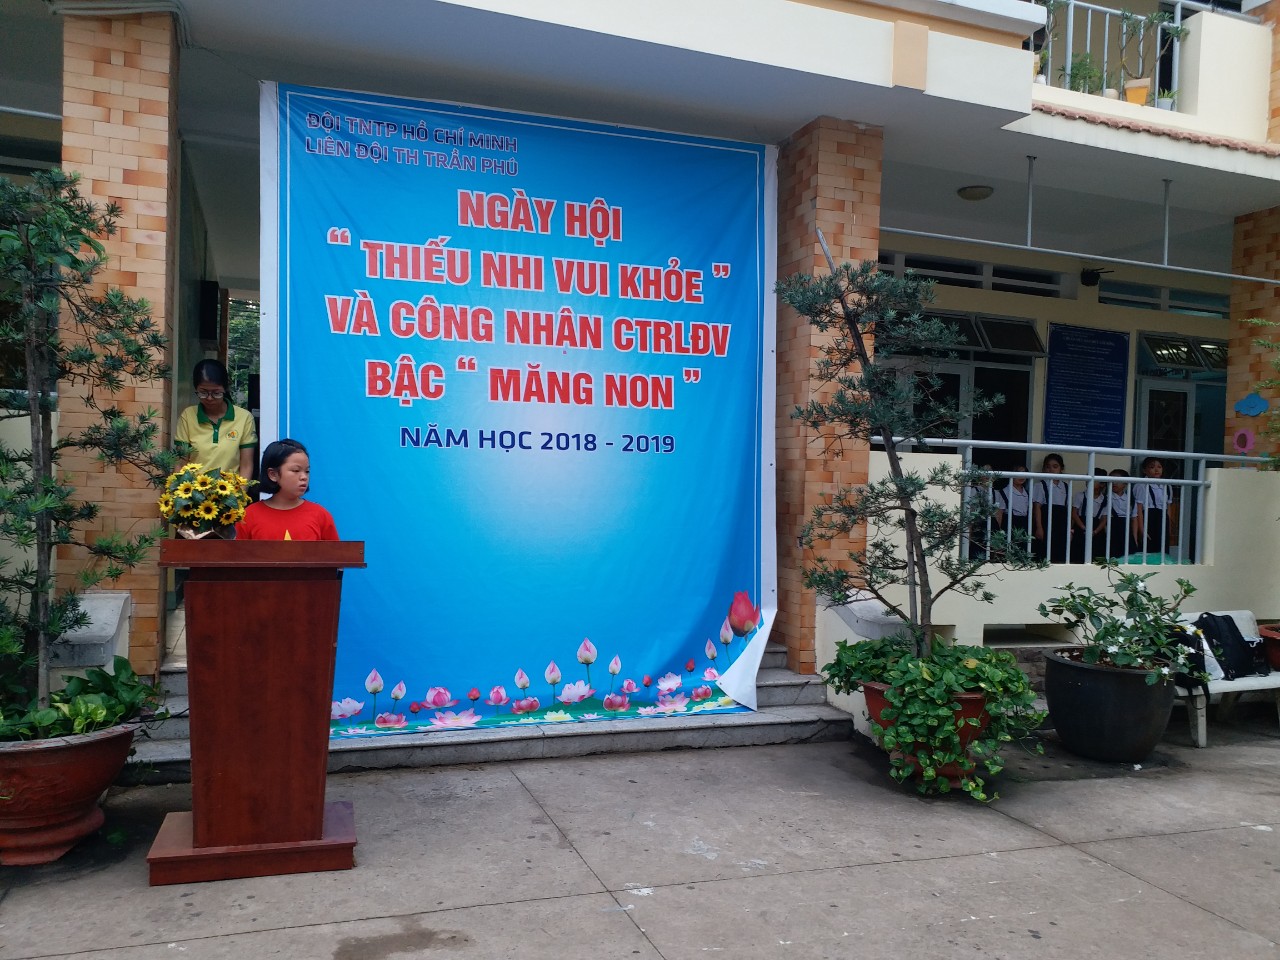 ĐỘI TNTP HỒ CHÍ MINH
LIÊN ĐỘI TH TRẦN PHÚ
NGÀY HỘI
“ THIẾU NHI VUI KHỎE ”
VÀ CÔNG NHẬN CTRLĐV
BẬC “ MĂNG NON ”
NĂM HỌC 2018 - 2019